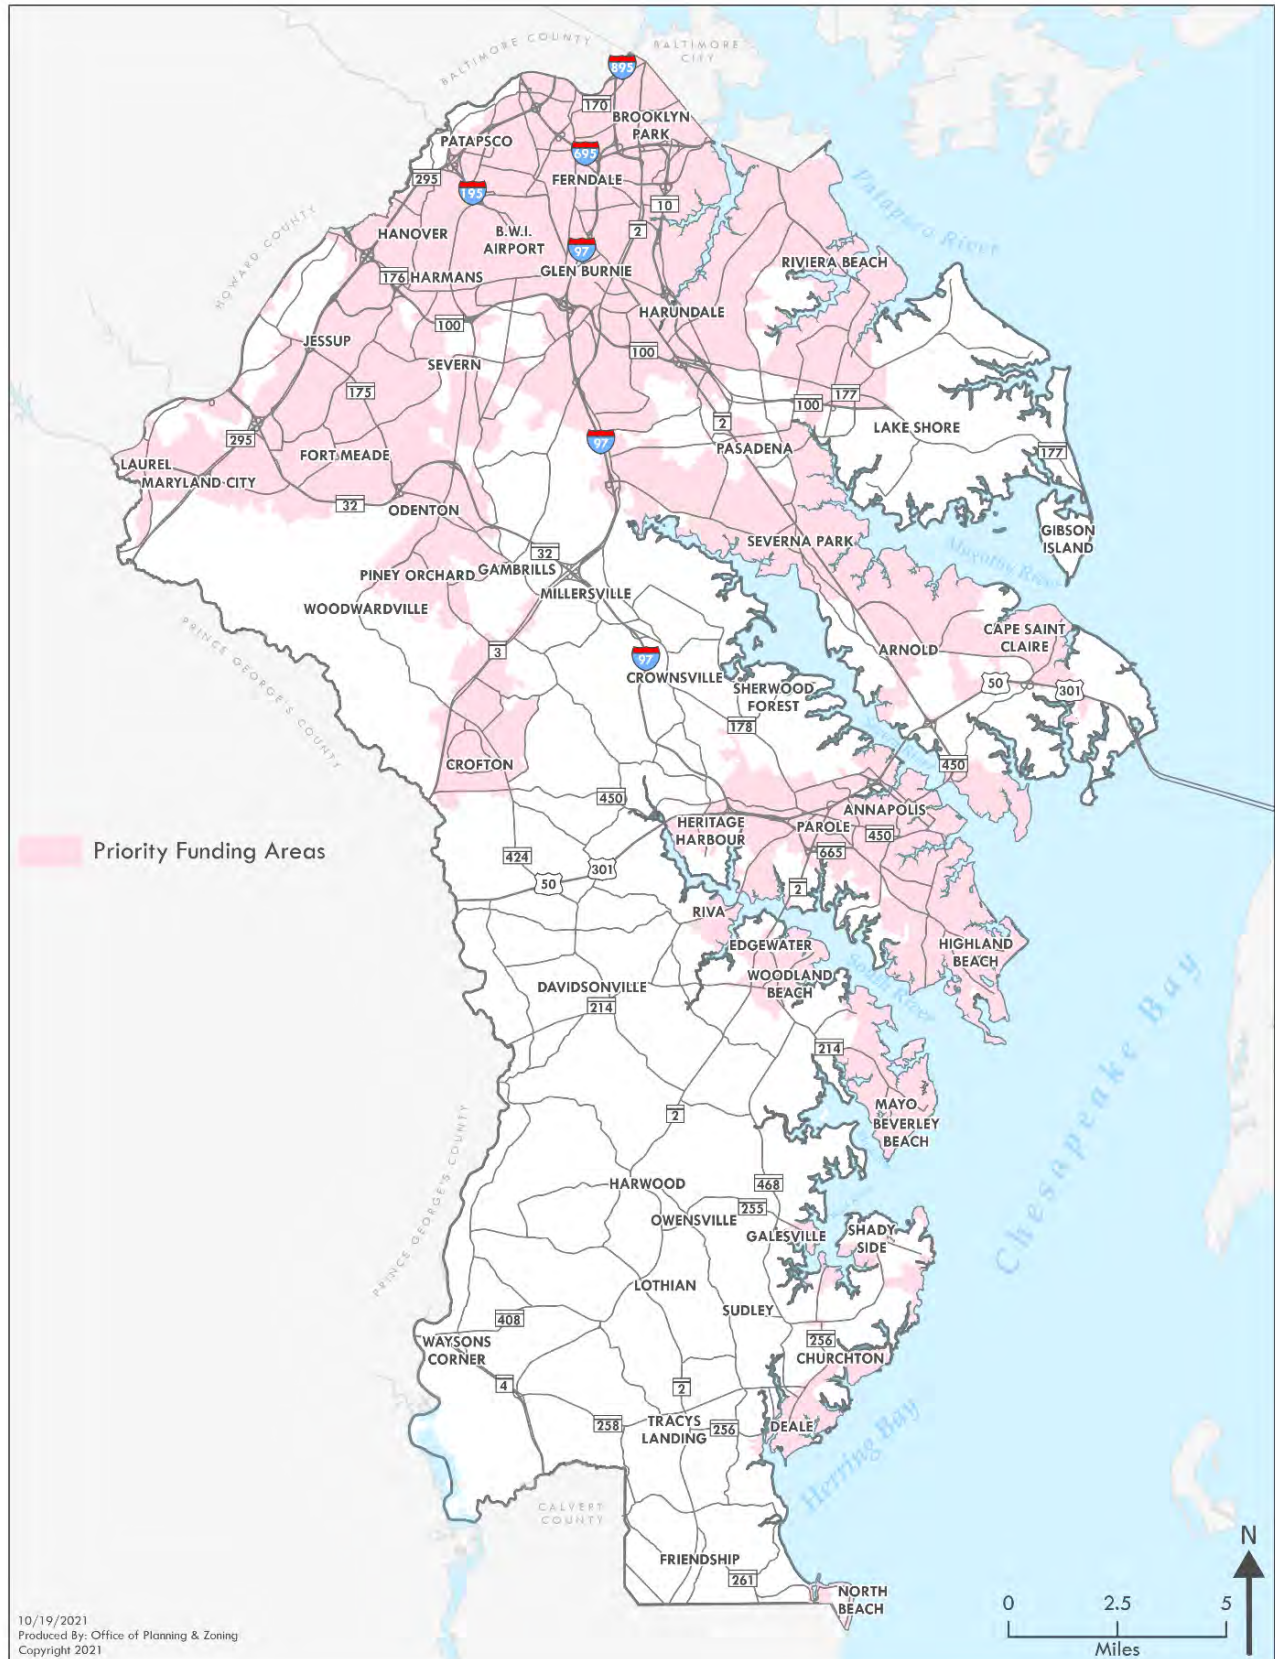 BALTIMORE COUNTY
BALTIMORE
CITY
895
170
BROOKLYN
PARK
PATAPSCO
695
295
FERNDALE
195
10
2
HANOVER
B.W.I.
AIRPORT
97
Patapsco River
HOWARD COUNTY
RIVIERA BEACH
GLEN BURNIE
176
HARMANS
HARUNDALE
100
JESSUP
100
SEVERN
175
177
100
2
LAKE SHORE
295
97
PASADENA
177
FORT MEADE
LAUREL
MARYLAND CITY
32
ODENTON
GIBSON
ISLAND
SEVERNA PARK
Magothy River
32
GAMBRILLS
PINEY ORCHARD
MILLERSVILLE
WOODWARDVILLE
CAPE SAINT
CLAIRE
PRINCE GEORGE'S COUNTY
3
97
ARNOLD
CROWNSVILLE
50
301
SHERWOOD
FOREST
178
Severn River
CROFTON
450
450
ANNAPOLIS
HERITAGE
HARBOUR
PAROLE
450
Priority Funding Areas
424
665
301
50
2
RIVA
EDGEWATER
HIGHLAND
BEACH
WOODLAND
BEACH
South River
DAVIDSONVILLE
214
Chesapeake Bay
214
MAYO
2
BEVERLEY
BEACH
PRINCE GEORGE'S COUNTY
HARWOOD
468
255
OWENSVILLE
GALESVILLE
SHADY
SIDE
LOTHIAN
SUDLEY
408
WAYSONS
CORNER
256
CHURCHTON
4
2
258
TRACYS
LANDING
256
DEALE
Herring Bay
CALVERT
COUNTY
N
FRIENDSHIP
261
NORTH
BEACH
0 2.5 5
Miles
10/19/2021
Produced By: Office of Planning & Zoning
Copyright 2021